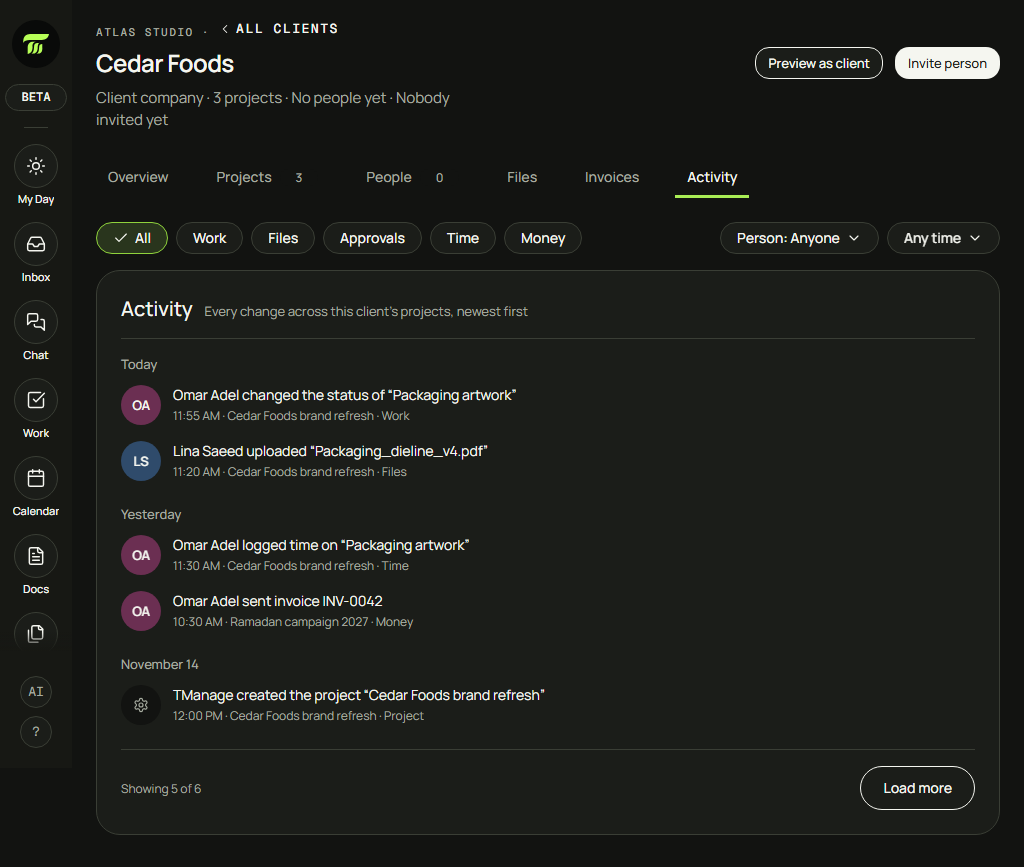 ATLAS STUDIO · ‹ ALL CLIENTS
Cedar Foods
Client company · 3 projects · No people yet · Nobody
invited yet
Preview as client
Invite person
BETA
My Day
Inbox
Chat
Work
Calendar
Docs
AI
?
Overview
Projects 3
People 0
Files
Invoices
Activity
All
Work
Files
Approvals
Time
Money
Person: Anyone
Any time
Activity
Every change across this client's projects, newest first
Today
OA
Omar Adel changed the status of “Packaging artwork”
11:55 AM · Cedar Foods brand refresh · Work
LS
Lina Saeed uploaded “Packaging_dieline_v4.pdf”
11:20 AM · Cedar Foods brand refresh · Files
Yesterday
OA
Omar Adel logged time on “Packaging artwork”
11:30 AM · Cedar Foods brand refresh · Time
OA
Omar Adel sent invoice INV-0042
10:30 AM · Ramadan campaign 2027 · Money
November 14
TManage created the project “Cedar Foods brand refresh”
12:00 PM · Cedar Foods brand refresh · Project
Showing 5 of 6
Load more